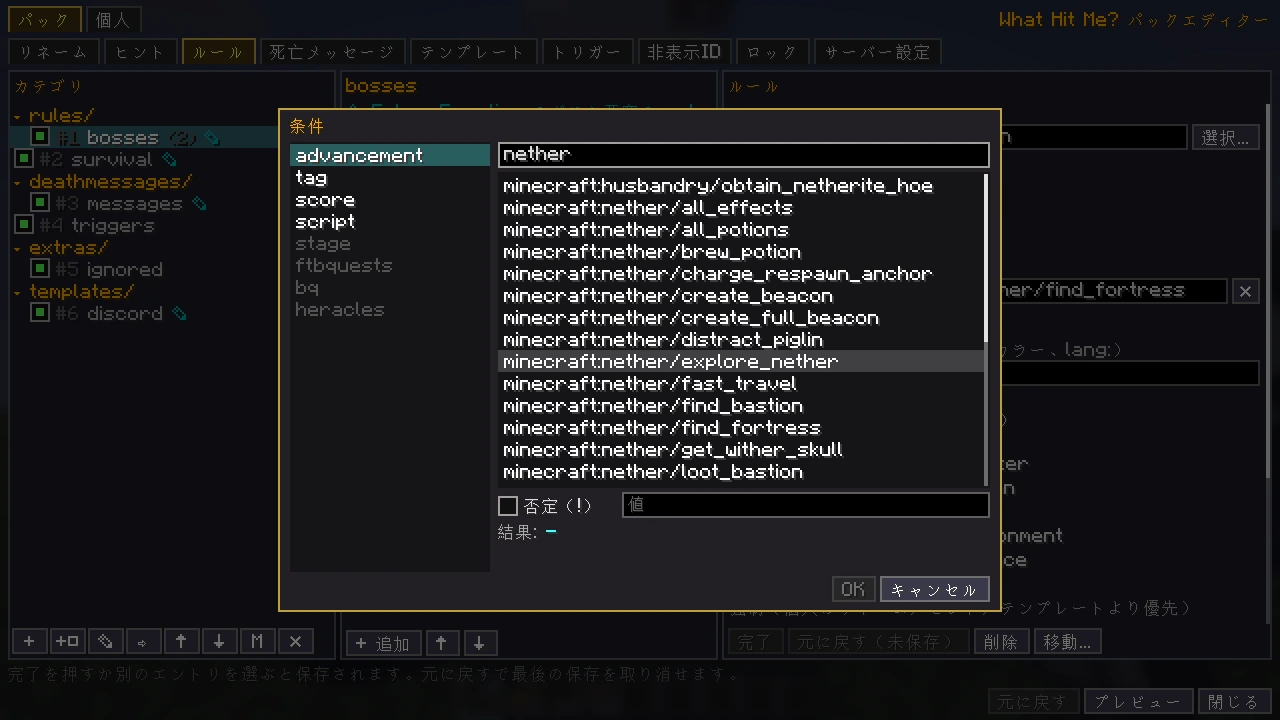 パック 個人 What Hit Me? パックエディター
リネーム ヒント ルール 死亡メッセージ テンプレート トリガー 非表示ID ロック サーバー設定
カテゴリ bosses ルール
rules/
#1 bosses (2)
#2 survival
deathmessages/
#3 messages
#4 triggers
extras/
#5 ignored
templates/
#6 discord
選択...
her/find_fortress ×
カラー、lang:)
条件
advancement
tag
score
script
stage
ftbquests
bq
heracles
nether
minecraft:husbandry/obtain_netherite_hoe
minecraft:nether/all_effects
minecraft:nether/all_potions
minecraft:nether/brew_potion
minecraft:nether/charge_respawn_anchor
minecraft:nether/create_beacon
minecraft:nether/create_full_beacon
minecraft:nether/distract_piglin
minecraft:nether/explore_nether
minecraft:nether/fast_travel
minecraft:nether/find_bastion
minecraft:nether/find_fortress
minecraft:nether/get_wither_skull
minecraft:nether/loot_bastion
否定 (!) 値
結果: -
OK キャンセル
onment
テンプレートより優先)
+ +□ ↑ ↓ M × + 追加 ↑ ↓ 完了 元に戻す(未保存) 削除 移動...
完了を押すか別のエントリを選ぶと保存されます。元に戻すで最後の保存を取り消せます。
元に戻す プレビュー 閉じる